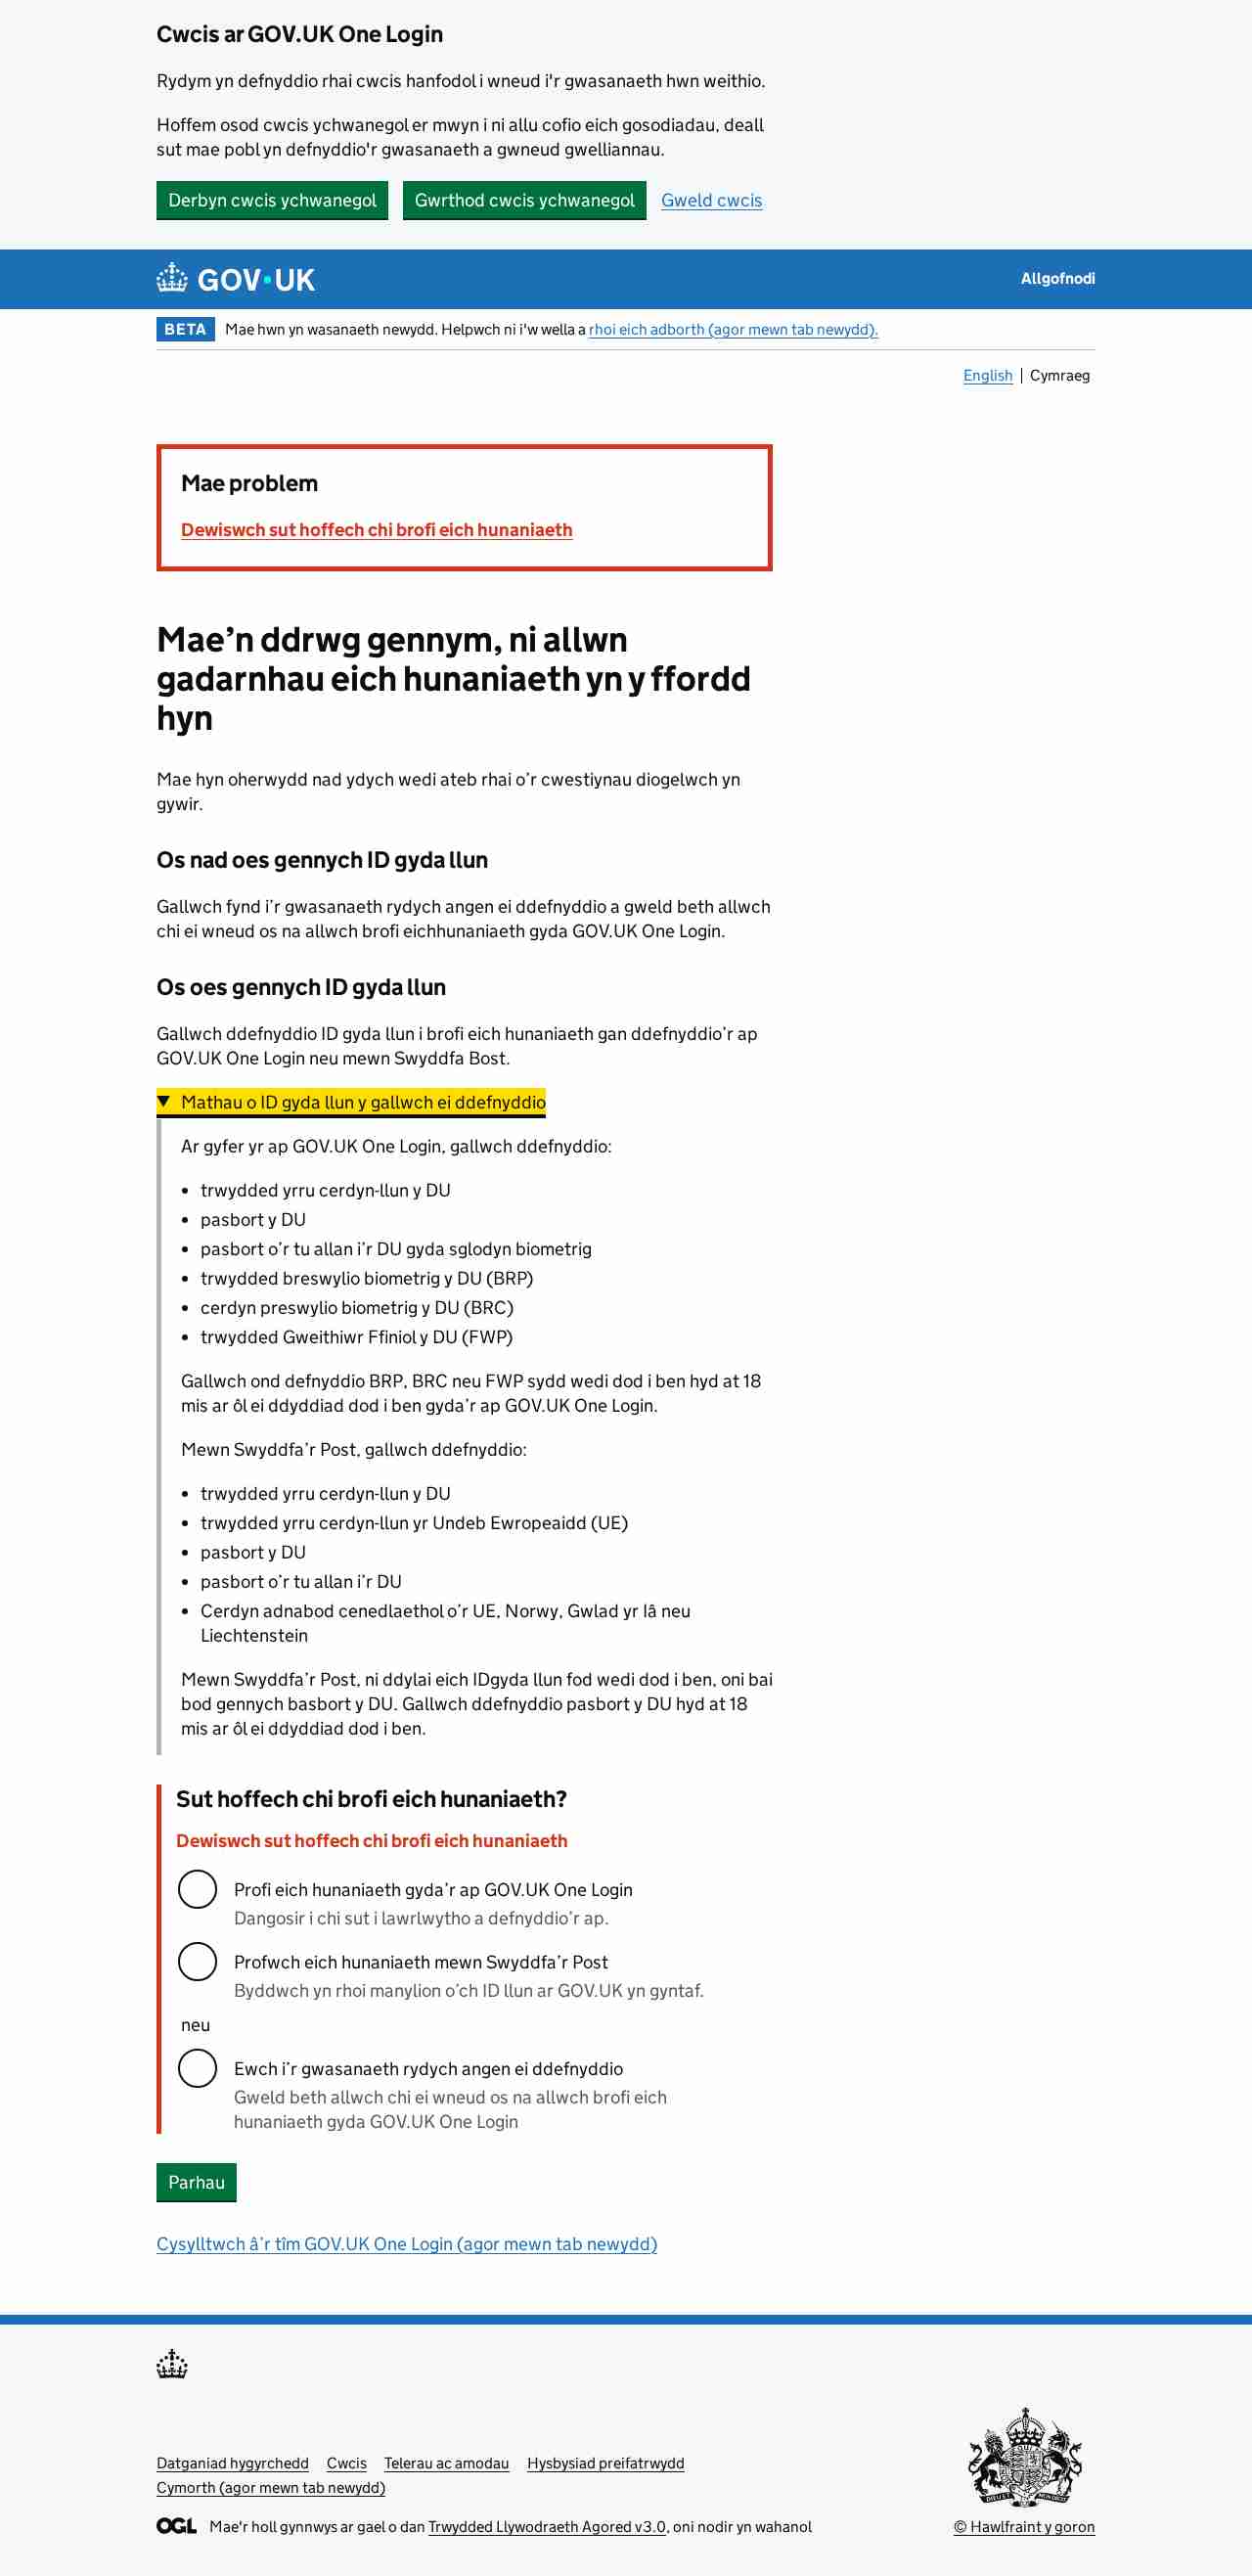 Cwcis ar GOV.UK One Login
Rydym yn defnyddio rhai cwcis hanfodol i wneud i'r gwasanaeth hwn weithio.
Hoffem osod cwcis ychwanegol er mwyn i ni allu cofio eich gosodiadau, deall
sut mae pobl yn defnyddio'r gwasanaeth a gwneud gwelliannau.
Derbyn cwcis ychwanegol Gwrthod cwcis ychwanegol Gweld cwcis
GOV·UK Allgofnodi
BETA Mae hwn yn wasanaeth newydd. Helpwch ni i'w wella a rhoi eich adborth (agor mewn tab newydd).
English Cymraeg
Mae problem
Dewiswch sut hoffech chi brofi eich hunaniaeth
Mae’n ddrwg gennym, ni allwn
gadarnhau eich hunaniaeth yn y ffordd
hyn
Mae hyn oherwydd nad ydych wedi ateb rhai o’r cwestiynau diogelwch yn
gywir.
Os nad oes gennych ID gyda llun
Gallwch fynd i’r gwasanaeth rydych angen ei ddefnyddio a gweld beth allwch
chi ei wneud os na allwch brofi eichhunaniaeth gyda GOV.UK One Login.
Os oes gennych ID gyda llun
Gallwch ddefnyddio ID gyda llun i brofi eich hunaniaeth gan ddefnyddio’r ap
GOV.UK One Login neu mewn Swyddfa Bost.
Mathau o ID gyda llun y gallwch ei ddefnyddio
Ar gyfer yr ap GOV.UK One Login, gallwch ddefnyddio:
• trwydded yrru cerdyn-llun y DU
• pasbort y DU
• pasbort o’r tu allan i’r DU gyda sglodyn biometrig
• trwydded breswylio biometrig y DU (BRP)
• cerdyn preswylio biometrig y DU (BRC)
• trwydded Gweithiwr Ffiniol y DU (FWP)
Gallwch ond defnyddio BRP, BRC neu FWP sydd wedi dod i ben hyd at 18
mis ar ôl ei ddyddiad dod i ben gyda’r ap GOV.UK One Login.
Mewn Swyddfa’r Post, gallwch ddefnyddio:
• trwydded yrru cerdyn-llun y DU
• trwydded yrru cerdyn-llun yr Undeb Ewropeaidd (UE)
• pasbort y DU
• pasbort o’r tu allan i’r DU
• Cerdyn adnabod cenedlaethol o’r UE, Norwy, Gwlad yr Iâ neu
Liechtenstein
Mewn Swyddfa’r Post, ni ddylai eich IDgyda llun fod wedi dod i ben, oni bai
bod gennych basbort y DU. Gallwch ddefnyddio pasbort y DU hyd at 18
mis ar ôl ei ddyddiad dod i ben.
Sut hoffech chi brofi eich hunaniaeth?
Dewiswch sut hoffech chi brofi eich hunaniaeth
Profi eich hunaniaeth gyda’r ap GOV.UK One Login
Dangosir i chi sut i lawrlwytho a defnyddio’r ap.
Profwch eich hunaniaeth mewn Swyddfa’r Post
Byddwch yn rhoi manylion o’ch ID llun ar GOV.UK yn gyntaf.
neu
Ewch i’r gwasanaeth rydych angen ei ddefnyddio
Gweld beth allwch chi ei wneud os na allwch brofi eich
hunaniaeth gyda GOV.UK One Login
Parhau
Cysylltwch â’r tîm GOV.UK One Login (agor mewn tab newydd)
Datganiad hygyrchedd Cwcis Telerau ac amodau Hysbysiad preifatrwydd
Cymorth (agor mewn tab newydd)
OGL Mae'r holl gynnwys ar gael o dan Trwydded Llywodraeth Agored v3.0, oni nodir yn wahanol
© Hawlfraint y goron